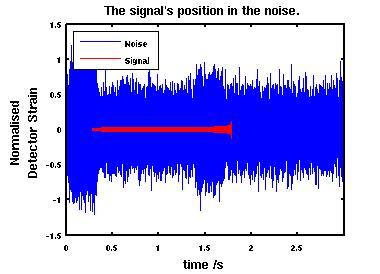 The signal's position in the noise.
Noise
Signal
Normalised
Detector Strain
1.5
1
0.5
0
-0.5
-1
-1.5
0 0.5 1 1.5 2 2.5
time /s